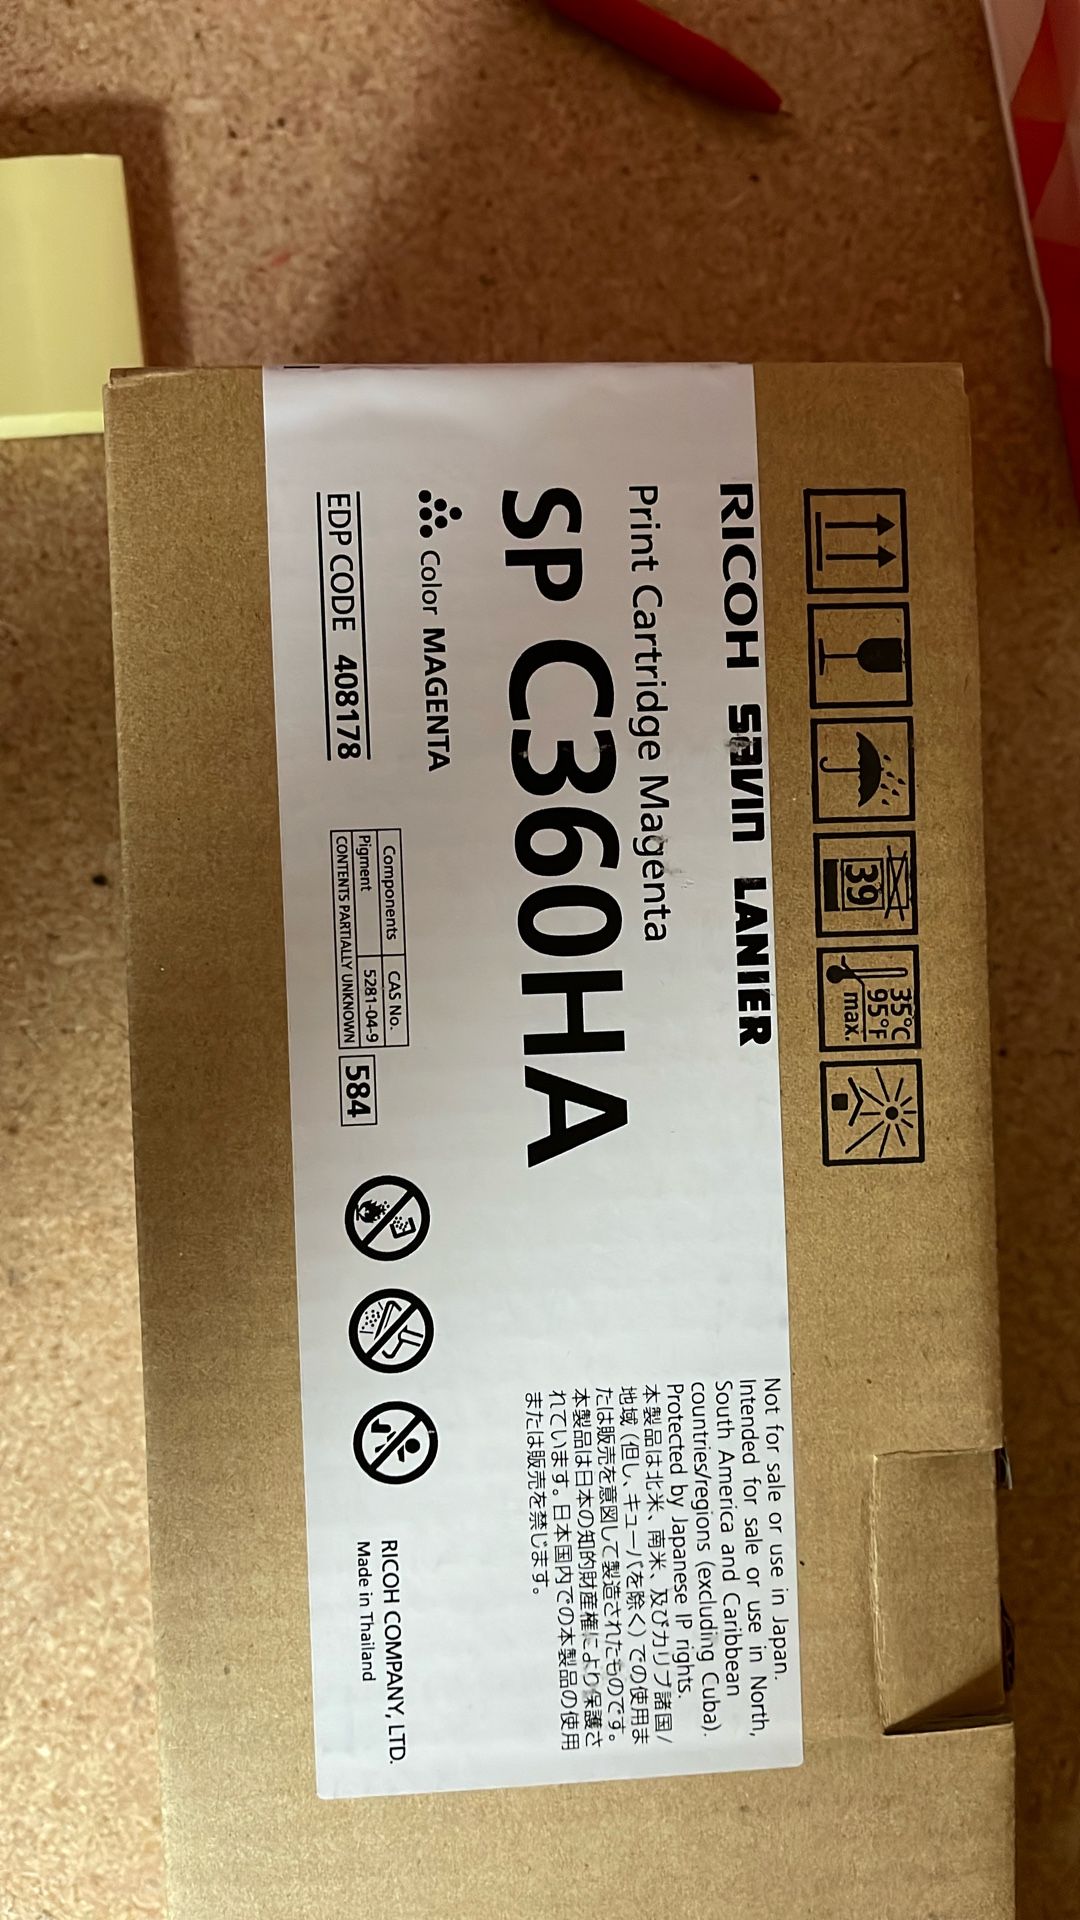 35°C
95°F
max.
39
RICOH SAVIN LANIER
Print Cartridge Magenta
SP C360HA
Color MAGENTA
EDP CODE 408178
Components CAS No.
Pigment 5281-04-9
CONTENTS PARTIALLY UNKNOWN
584
Not for sale or use in Japan.
Intended for sale or use in North,
South America and Caribbean
countries/regions (excluding Cuba).
Protected by Japanese IP rights.
本製品は北米、南米、及びカリブ諸国/
地域(但し、キューバを除く)での使用ま
たは販売を意図して製造されたものです。
本製品は日本の知的財産権により保護さ
れています。日本国内での本製品の使用
または販売を禁じます。
RICOH COMPANY, LTD.
Made in Thailand